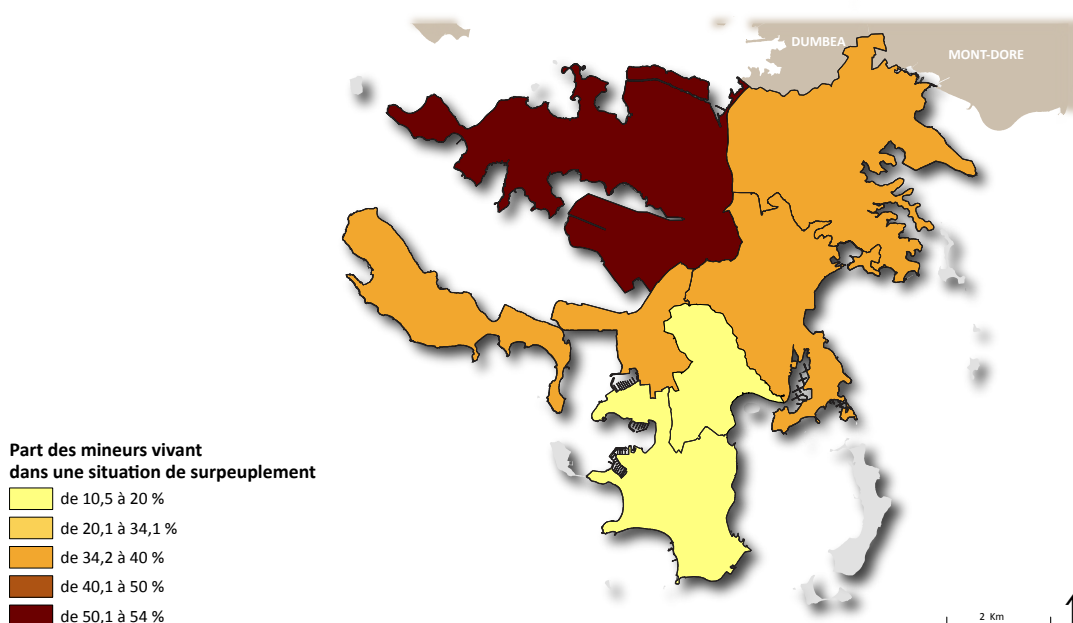 DUMBEA
MONT-DORE
Part des mineurs vivant
dans une situation de surpeuplement
de 10,5 à 20 %
de 20,1 à 34,1 %
de 34,2 à 40 %
de 40,1 à 50 %
de 50,1 à 54 %
2 Km